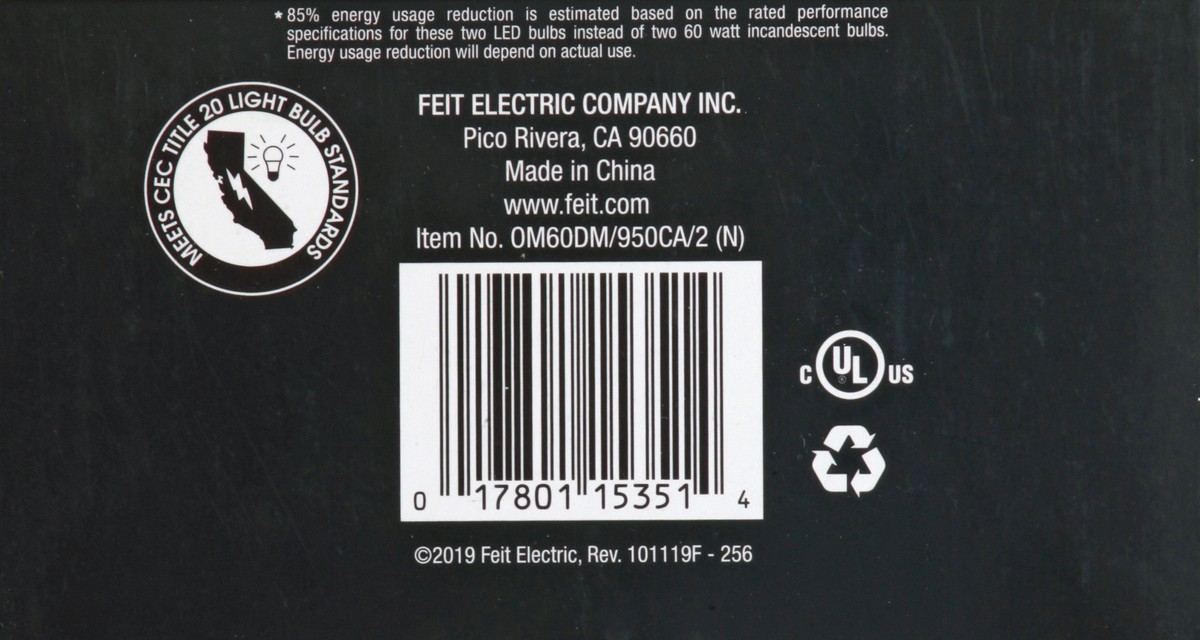 * 85% energy usage reduction is estimated based on the rated performance
specifications for these two LED bulbs instead of two 60 watt incandescent bulbs.
Energy usage reduction will depend on actual use.
MEETS CEC TITLE 20 LIGHT BULB STANDARDS
FEIT ELECTRIC COMPANY INC.
Pico Rivera, CA 90660
Made in China
www.feit.com
Item No. OM60DM/950CA/2 (N)
C UL ® US
0 17801 15351 4
©2019 Feit Electric, Rev. 101119F - 256